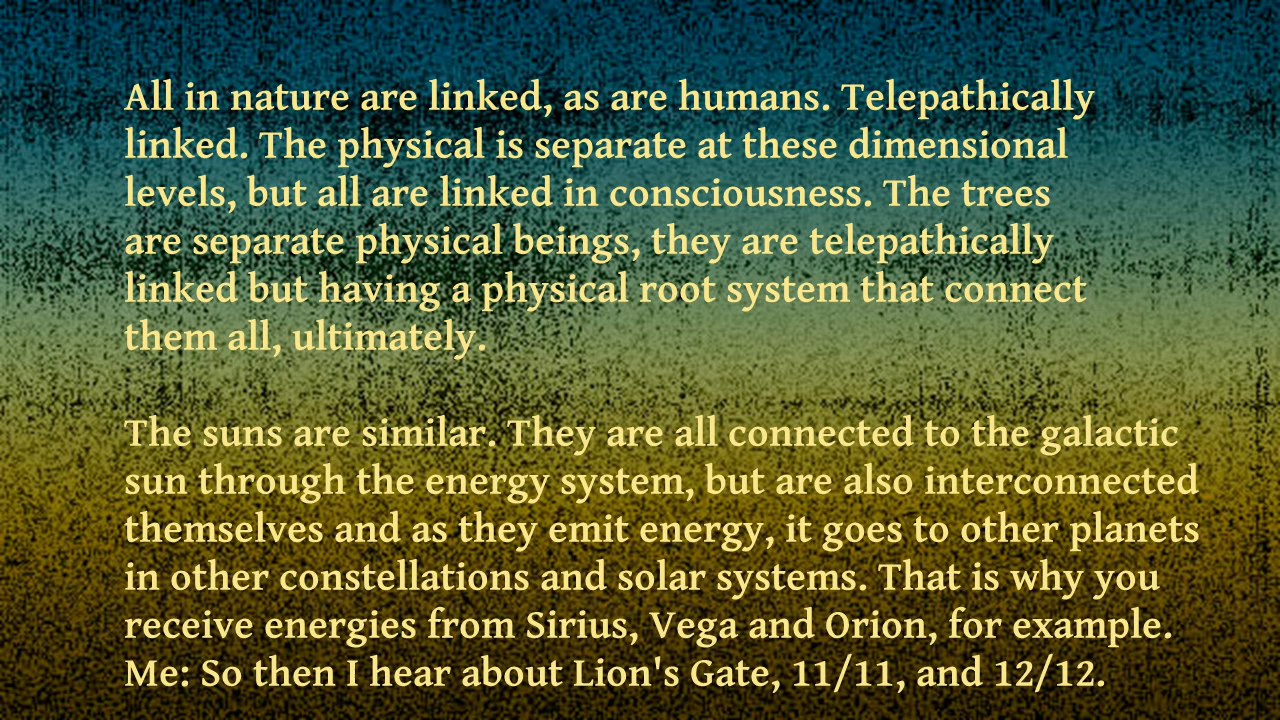 All in nature are linked, as are humans. Telepathically
linked. The physical is separate at these dimensional
levels, but all are linked in consciousness. The trees
are separate physical beings, they are telepathically
linked but having a physical root system that connect
them all, ultimately.
The suns are similar. They are all connected to the galactic
sun through the energy system, but are also interconnected
themselves and as they emit energy, it goes to other planets
in other constellations and solar systems. That is why you
receive energies from Sirius, Vega and Orion, for example.
Me: So then I hear about Lion's Gate, 11/11, and 12/12.